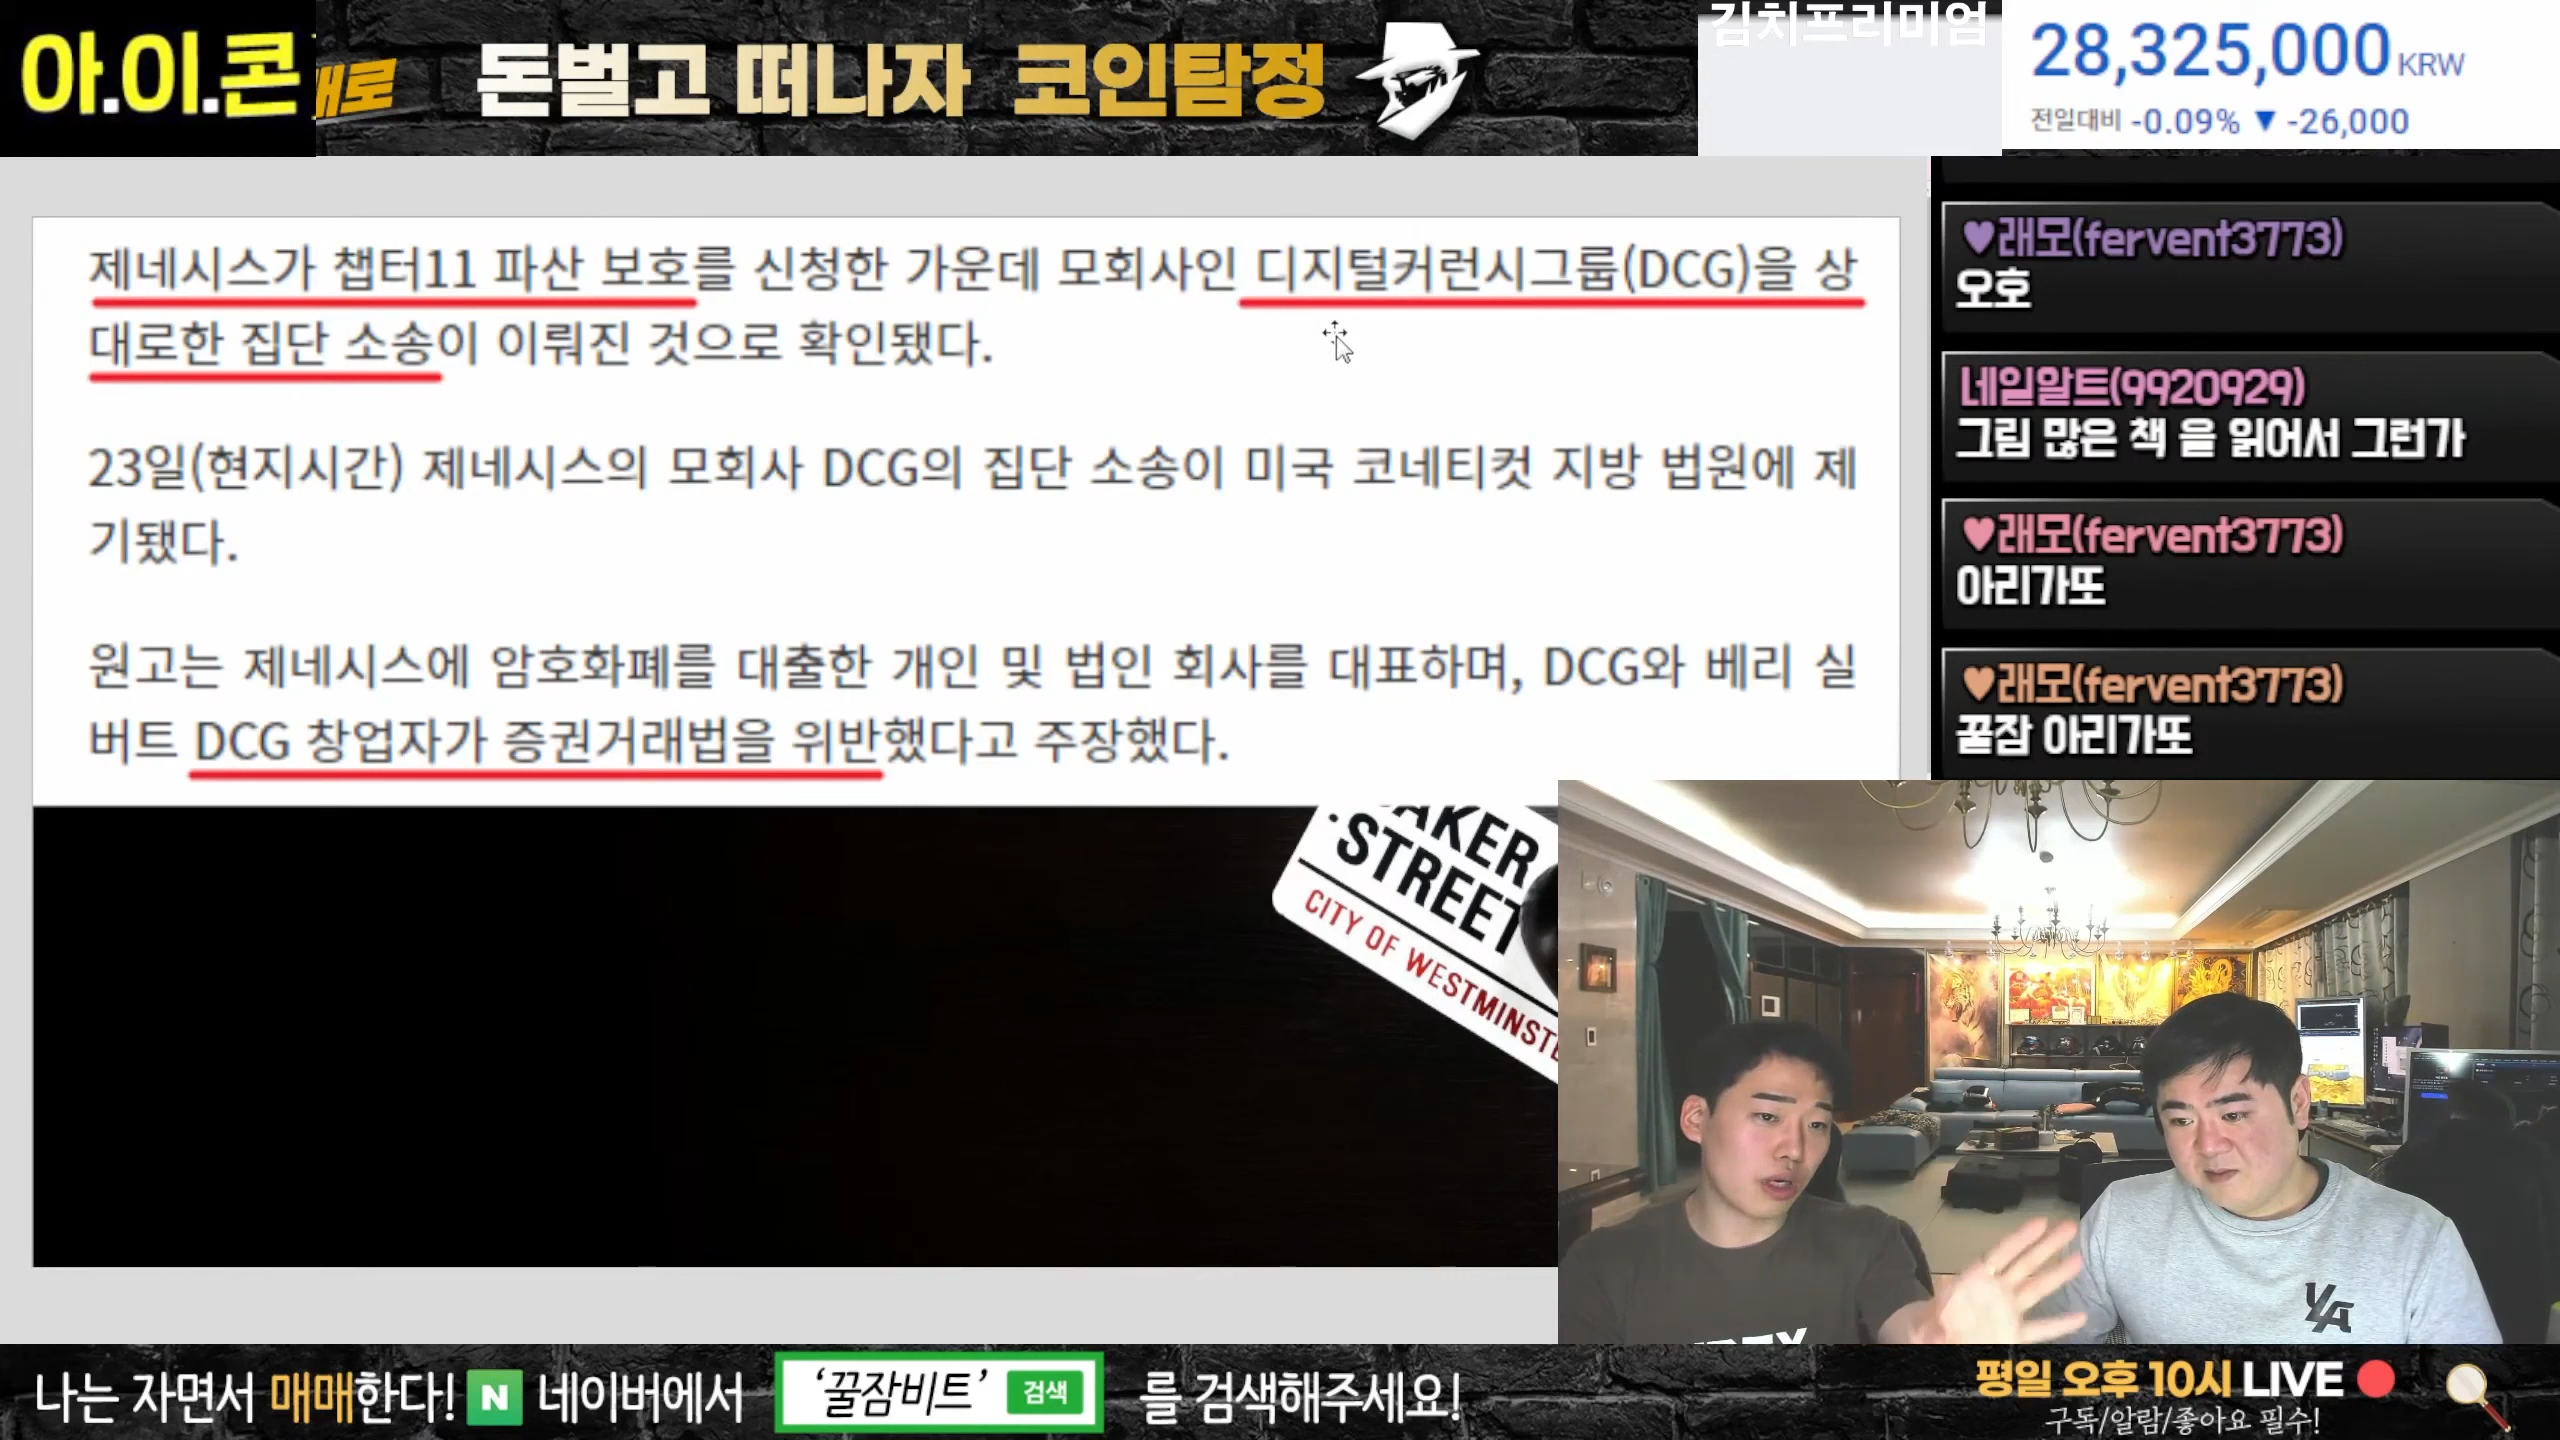 아.이.콘
새로
돈벌고 떠나자 코인탐정
김치프리미엄
28,325,000 KRW
전일대비 -0.09% ▼ -26,000
제네시스가 챕터11 파산 보호를 신청한 가운데 모회사인 디지털커런시그룹(DCG)을 상
대로한 집단 소송이 이뤄진 것으로 확인됐다.
23일(현지시간) 제네시스의 모회사 DCG의 집단 소송이 미국 코네티컷 지방 법원에 제
기됐다.
원고는 제네시스에 암호화폐를 대출한 개인 및 법인 회사를 대표하며, DCG와 베리 실
버트 DCG 창업자가 증권거래법을 위반했다고 주장했다.
♥래모(fervent3773)
오호
네일알트(9920929)
그림 많은 책 을 읽어서 그런가
♥래모(fervent3773)
아리가또
♥래모(fervent3773)
꿀잠 아리가또
AKER
STREET
CITY OF WESTMINSTE
YA
나는 자면서 매매한다! N 네이버에서 '꿀잠비트' 검색 를 검색해주세요!
평일 오후 10시 LIVE
구독/알람/좋아요 필수!